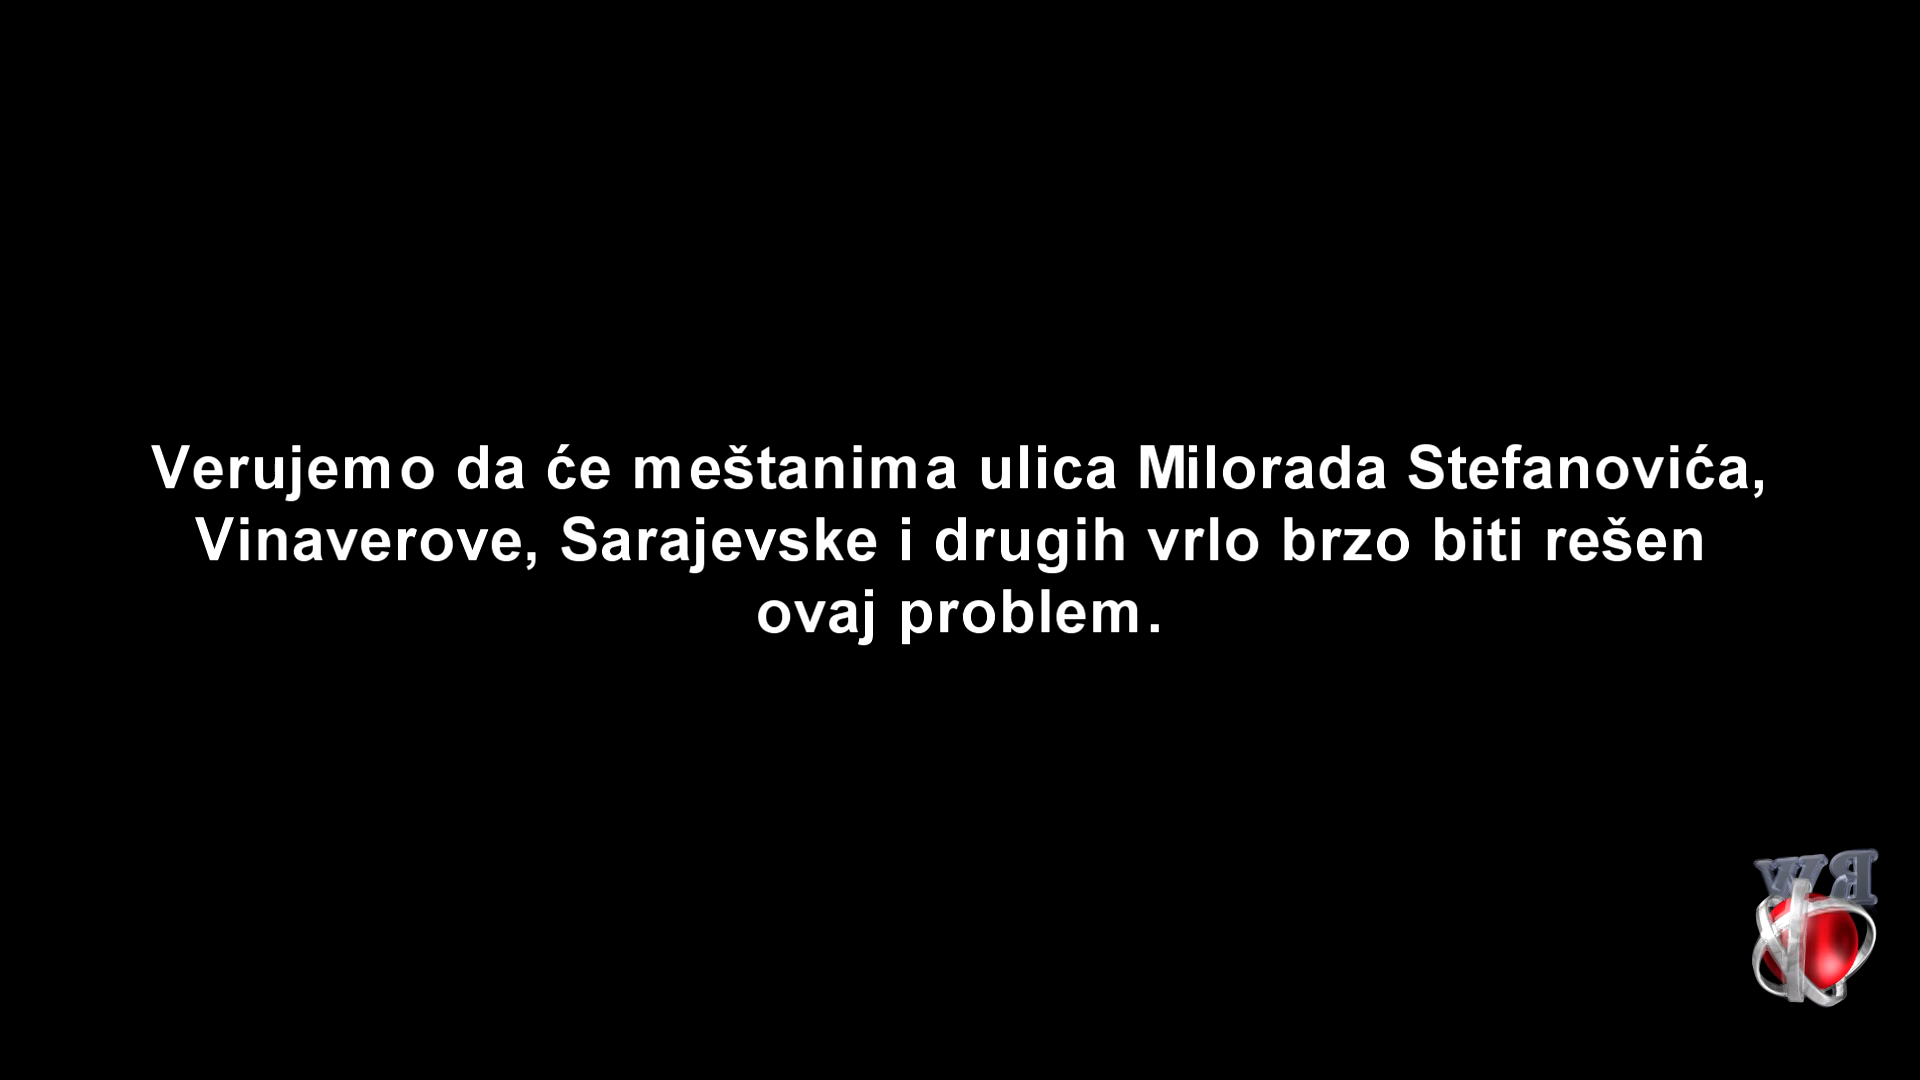 Verujemo da će meštanima ulica Milorada Stefanovića,
Vinaverove, Sarajevske i drugih vrlo brzo biti rešen
ovaj problem.